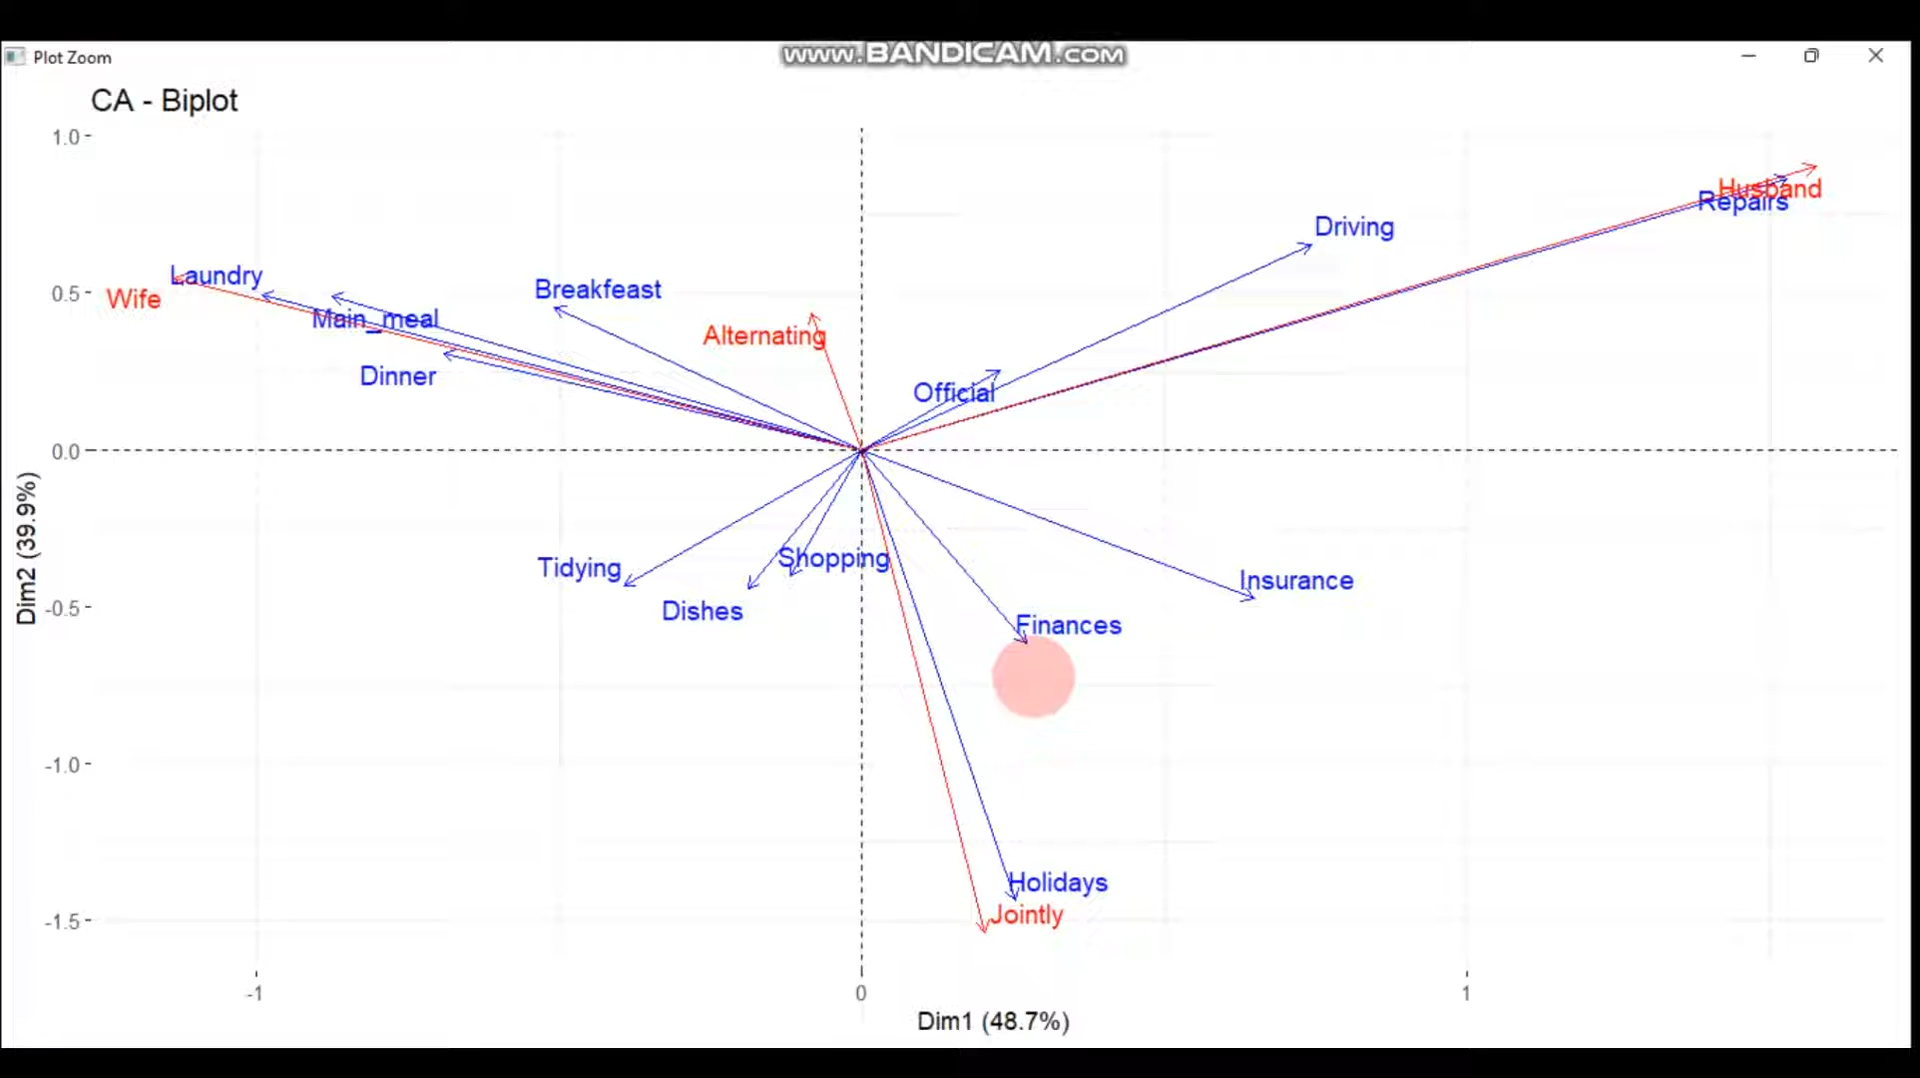 www.BANDICAM.com
Plot Zoom
CA - Biplot
1.0
0.5
0.0
-0.5
-1.0
-1.5
Dim2 (39.9%)
Husband
Repairs
Driving
Laundry
Wife
Breakfeast
Main_meal
Alternating
Dinner
Official
Shopping
Tidying
Insurance
Dishes
Finances
Holidays
Jointly
-1
0
1
Dim1 (48.7%)